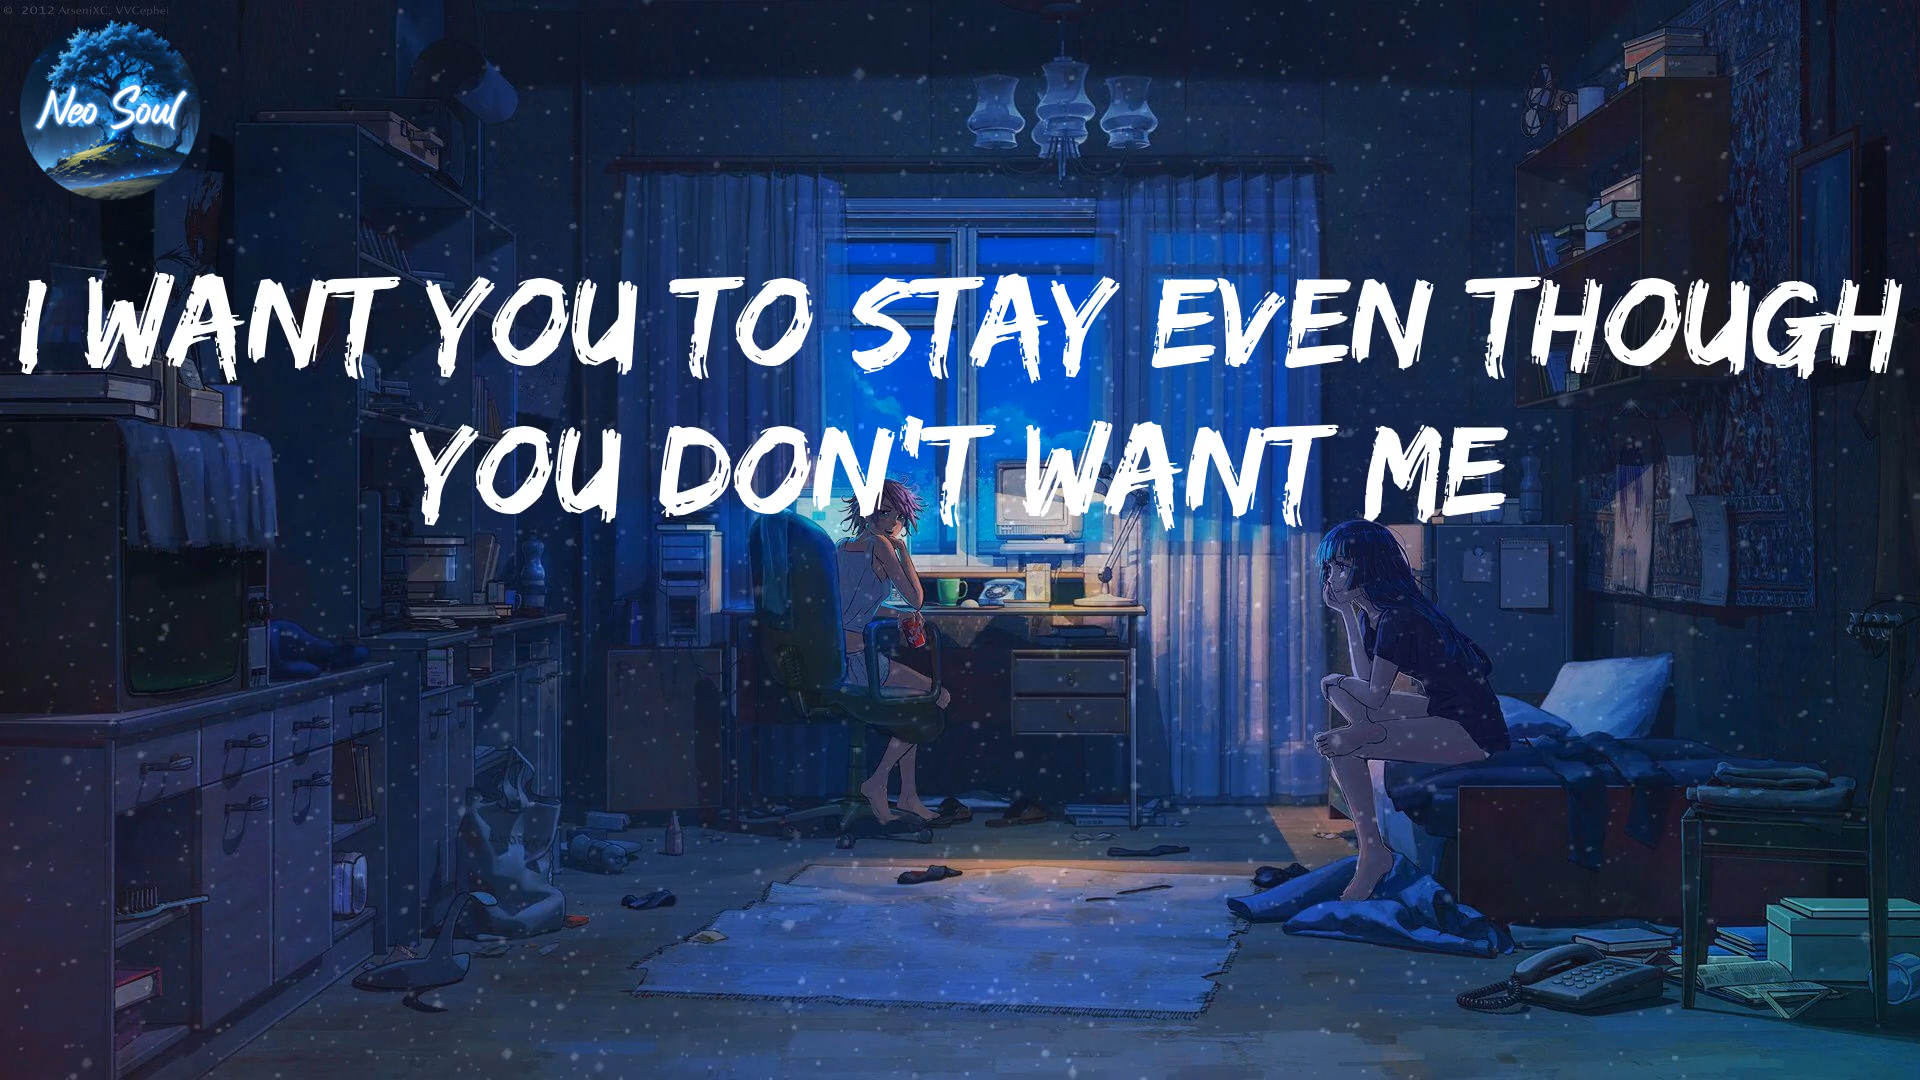 © 2012 ArseniXC, VVCephei
Neo Soul
I WANT YOU TO STAY EVEN THOUGH
YOU DON'T WANT ME